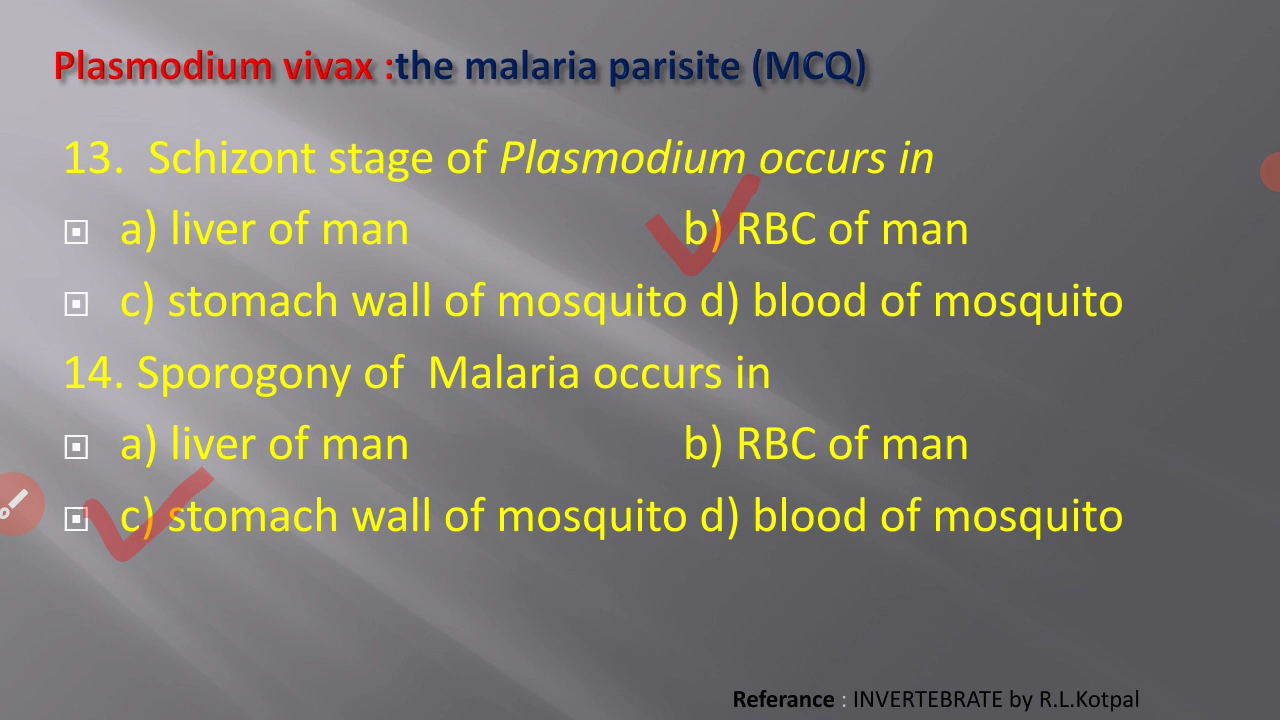 Plasmodium vivax :the malaria parisite (MCQ)
13. Schizont stage of Plasmodium occurs in
a) liver of man b) RBC of man
c) stomach wall of mosquito d) blood of mosquito
14. Sporogony of Malaria occurs in
a) liver of man b) RBC of man
c) stomach wall of mosquito d) blood of mosquito
Referance : INVERTEBRATE by R.L.Kotpal